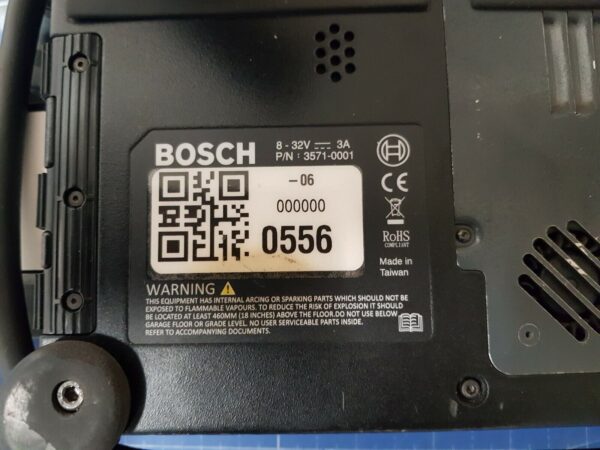 BOSCH
8 - 32V ⎓ 3A
P/N : 3571-0001
–06
000000
0556
CE
RoHS
COMPLIANT
Made in
Taiwan
WARNING
THIS EQUIPMENT HAS INTERNAL ARCING OR SPARKING PARTS WHICH SHOULD NOT BE
EXPOSED TO FLAMMABLE VAPOURS. TO REDUCE THE RISK OF EXPLOSION IT SHOULD
BE LOCATED AT LEAST 460MM (18 INCHES) ABOVE THE FLOOR.DO NOT USE BELOW
GARAGE FLOOR OR GRADE LEVEL. NO USER SERVICEABLE PARTS INSIDE.
REFER TO ACCOMPANYING DOCUMENTS.